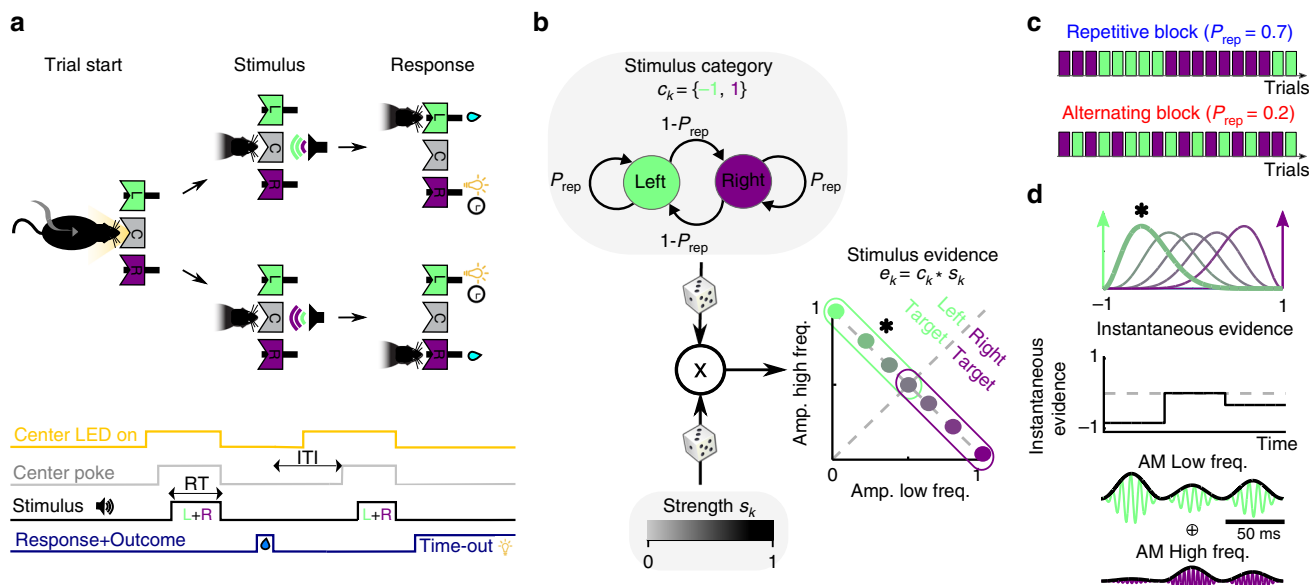 a
Trial start
Stimulus
Response
L
C
R
L
C
R
L
C
R
L
C
R
L
C
R
Center LED on
ITI
Center poke
RT
Stimulus
L+R
L+R
Response+Outcome
Time-out
b
Stimulus category
c_k = {–1, 1}
1-P_rep
P_rep
Left
Right
P_rep
1-P_rep
x
Strength s_k
0
1
Stimulus evidence
e_k = c_k * s_k
1
*
Left
Target
Right
Target
Amp. high freq.
0
1
Amp. low freq.
c
Repetitive block (P_rep = 0.7)
Trials
Alternating block (P_rep = 0.2)
Trials
d
*
–1
1
Instantaneous evidence
Instantaneous
evidence
1
–1
Time
AM Low freq.
⊕
50 ms
AM High freq.